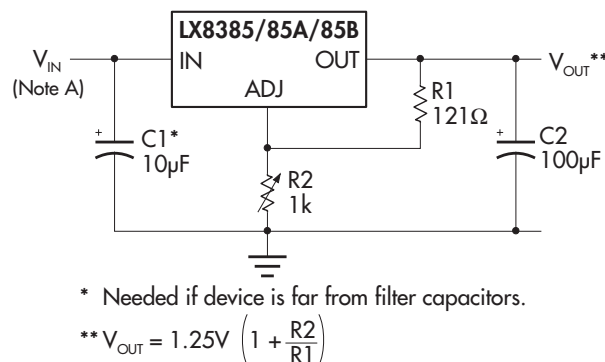 LX8385/85A/85B
V_IN IN OUT V_OUT**
(Note A) ADJ
R1
121Ω
C1*
10µF
C2
100µF
R2
1k
* Needed if device is far from filter capacitors.
** V_OUT = 1.25V (1 + R2/R1)